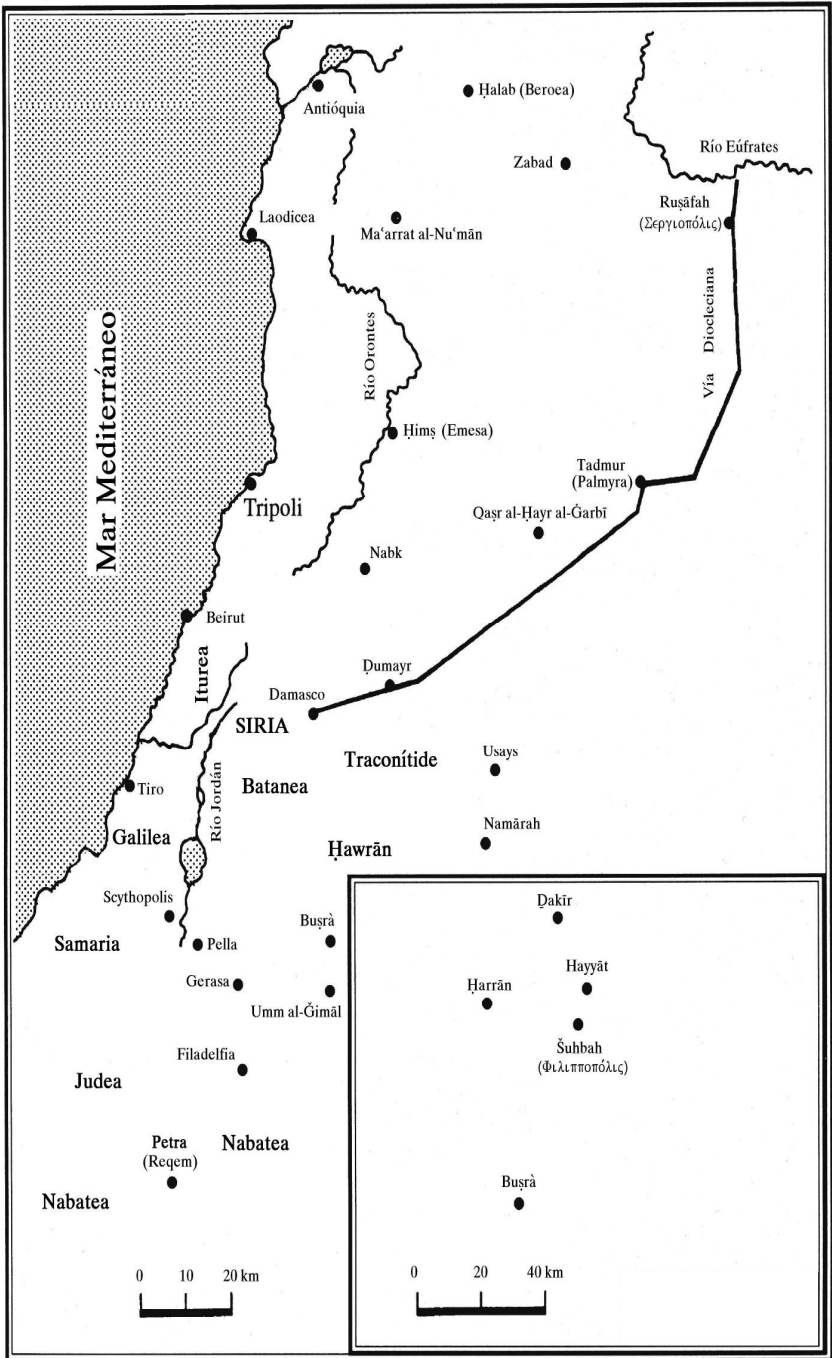 Antióquia
Ḥalab (Beroea)
Zabad
Río Eúfrates
Ruṣāfah
(Σεργιοπόλις)
Laodicea
Ma‘arrat al-Nu‘mān
Mar Mediterráneo
Río Orontes
Vía Diocleciana
Ḥimṣ (Emesa)
Tripoli
Tadmur
(Palmyra)
Qaṣr al-Ḥayr al-Ġarbī
Nabk
Beirut
Iturea
Ḍumayr
Damasco
SIRIA
Traconítide
Usays
Tiro
Río Jordán
Batanea
Galilea
Ḥawrān
Namārah
Scythopolis
Samaria
Pella
Buṣrà
Gerasa
Umm al-Ǧimāl
Filadelfia
Judea
Petra
(Reqem)
Nabatea
Nabatea
0 10 20 km
Ḏakīr
Hayyāt
Ḥarrān
Šuhbah
(Φιλιπποπόλις)
Buṣrà
0 20 40 km